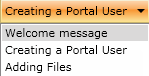 Creating a Portal User
Welcome message
Creating a Portal User
Adding Files